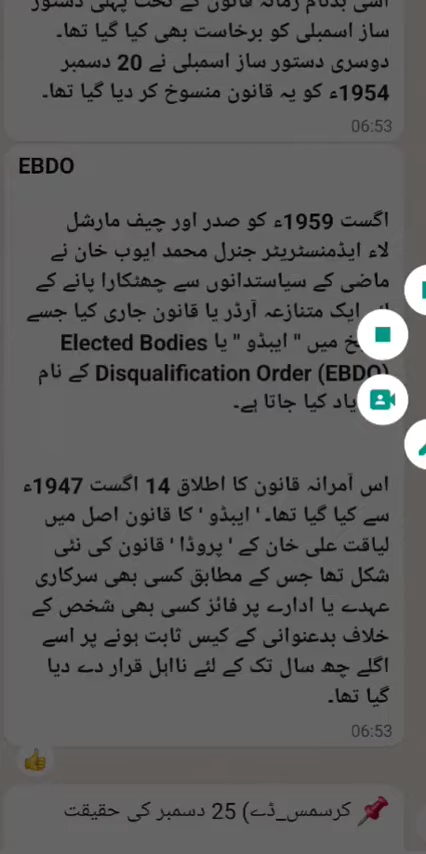 اسی بدنام زمانہ قانون کے تحت پہلی دستور
ساز اسمبلی کو برخاست بھی کیا گیا تھا۔
دوسری دستور ساز اسمبلی نے 20 دسمبر
1954ء کو یہ قانون منسوخ کر دیا گیا تھا۔
06:53
EBDO
اگست 1959ء کو صدر اور چیف مارشل
لاء ایڈمنسٹریٹر جنرل محمد ایوب خان نے
ماضی کے سیاستدانوں سے چھٹکارا پانے کے
ایک متنازعہ آرڈر یا قانون جاری کیا جسے
میں " ایبڈو " یا Elected Bodies
Disqualification Order (EBDO) کے نام
یاد کیا جاتا ہے۔
اس آمرانہ قانون کا اطلاق 14 اگست 1947ء
سے کیا گیا تھا۔ ' ایبڈو ' کا قانون اصل میں
لیاقت علی خان کے ' پروڈا ' قانون کی نئی
شکل تھا جس کے مطابق کسی بھی سرکاری
عہدے یا ادارے پر فائز کسی بھی شخص کے
خلاف بدعنوانی کے کیس ثابت ہونے پر اسے
اگلے چھ سال تک کے لئے نااہل قرار دے دیا
گیا تھا۔
06:53
کرسمس_ڈے) 25 دسمبر کی حقیقت